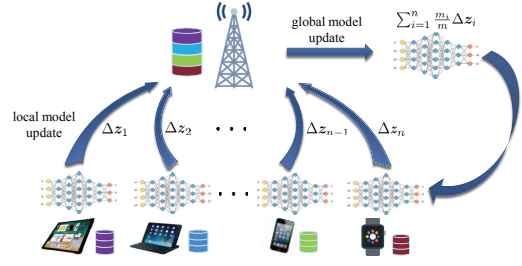 global model
update
$\sum_{i=1}^{n} \frac{m_i}{m} \Delta z_i$
local model
update
$\Delta z_1$
$\Delta z_2$
. . .
$\Delta z_{n-1}$
$\Delta z_n$
. . .